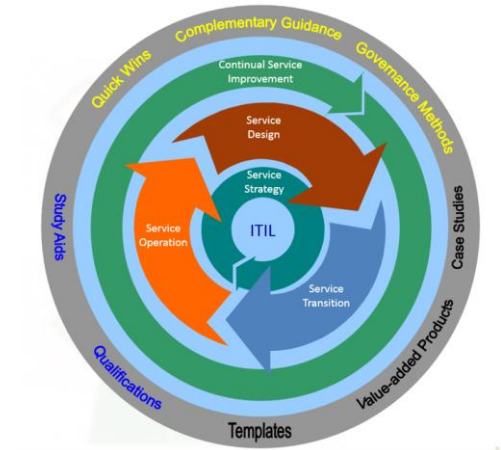 Complementary Guidance
Quick Wins
Governance Methods
Continual Service
Improvement
Service
Design
Service
Strategy
Study Aids
Case Studies
Service
Operation
ITIL
Service
Transition
Qualifications
Value-added Products
Templates